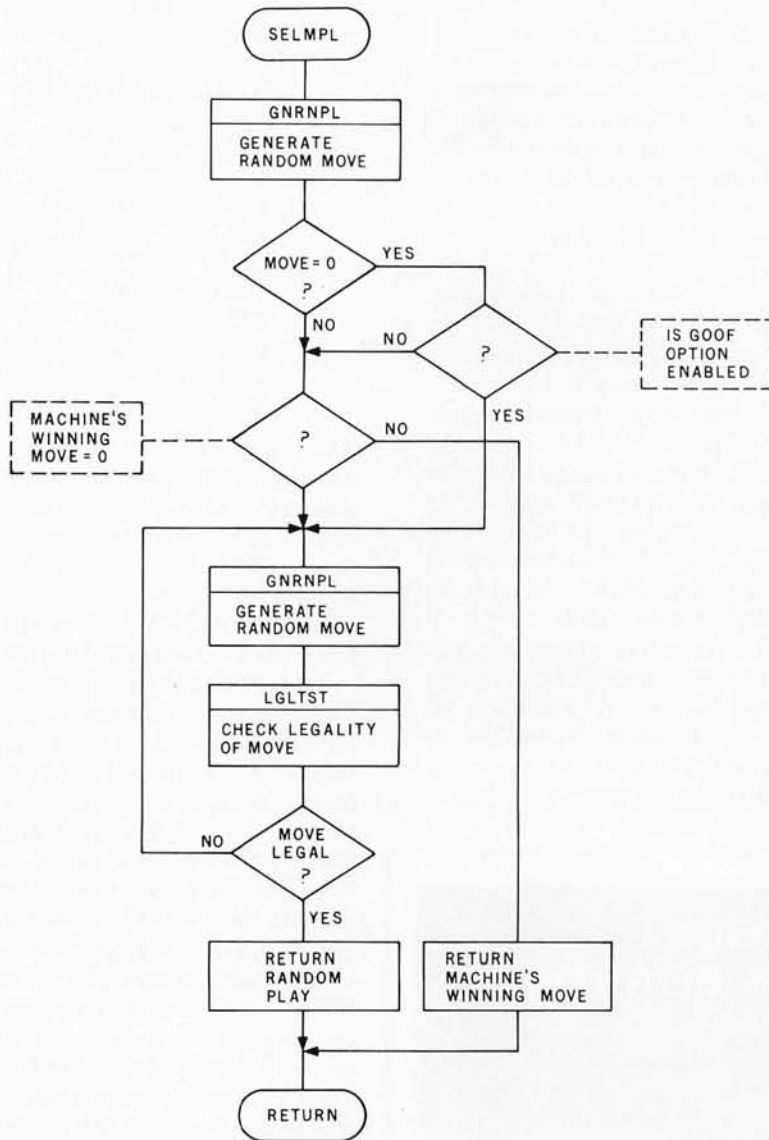 SELMPL
GNRNPL
GENERATE
RANDOM MOVE
MOVE = 0
?
YES
NO
NO
?
IS GOOF
OPTION
ENABLED
YES
MACHINE'S
WINNING
MOVE = 0
?
NO
GNRNPL
GENERATE
RANDOM MOVE
LGLTST
CHECK LEGALITY
OF MOVE
NO
MOVE
LEGAL
?
YES
RETURN
RANDOM
PLAY
RETURN
MACHINE'S
WINNING MOVE
RETURN